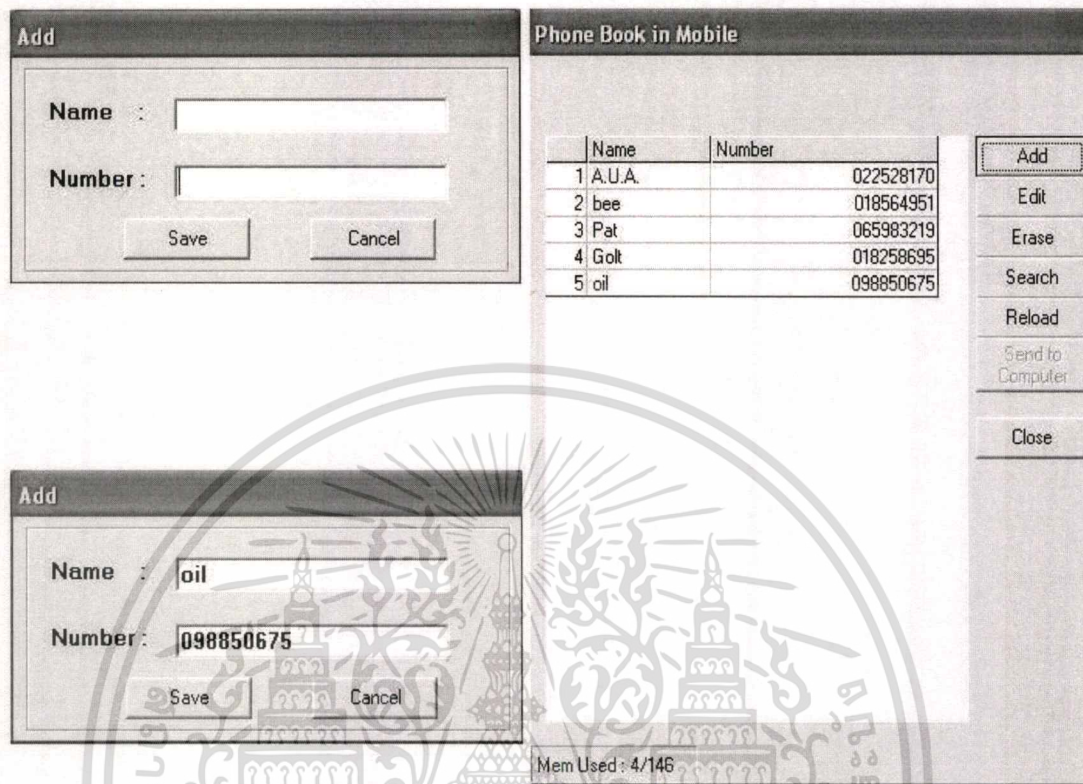 Add
Name :
Number :
Save Cancel
Phone Book in Mobile
Name Number
1 A.U.A. 022528170
2 bee 018564951
3 Pat 065983219
4 Golt 018258695
5 oil 098850675
Add
Edit
Erase
Search
Reload
Send to
Computer
Close
Mem Used : 4/146
Add
Name : oil
Number : 098850675
Save Cancel